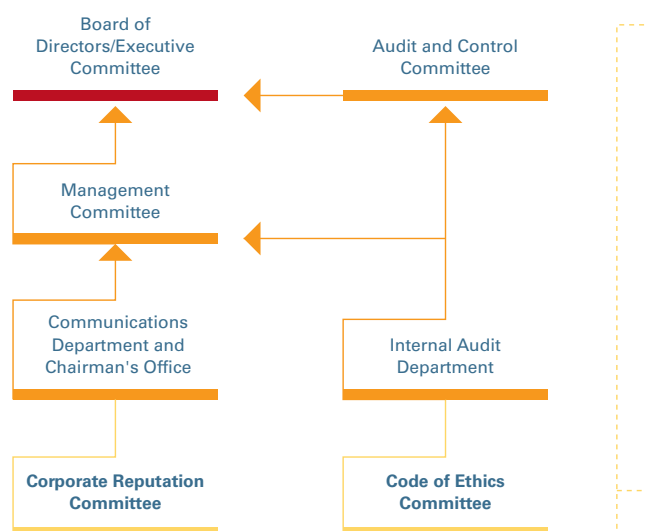 Board of
Directors/Executive
Committee
Audit and Control
Committee
Management
Committee
Communications
Department and
Chairman's Office
Internal Audit
Department
Corporate Reputation
Committee
Code of Ethics
Committee